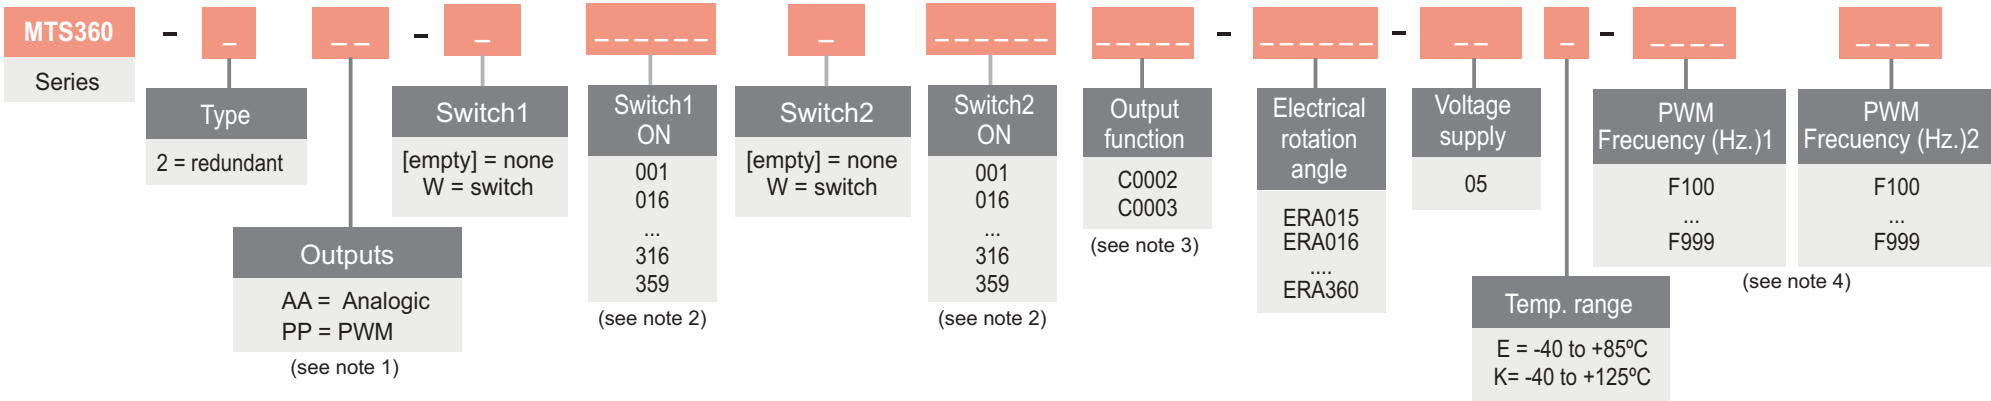 MTS360 - _ _ _ - _ _ _ _ _ _ _ _ _ _ _ _ _ _ _ _ _ _ _ _ - _ _ _ _ _ _ - _ _ _ - _ _ _ _ _ _ _ _
Series
Type
2 = redundant
Outputs
AA = Analogic
PP = PWM
(see note 1)
Switch1
[empty] = none
W = switch
Switch1
ON
001
016
...
316
359
(see note 2)
Switch2
[empty] = none
W = switch
Switch2
ON
001
016
...
316
359
(see note 2)
Output
function
C0002
C0003
(see note 3)
Electrical
rotation
angle
ERA015
ERA016
....
ERA360
Voltage
supply
05
Temp. range
E = -40 to +85ºC
K= -40 to +125ºC
PWM
Frecuency (Hz.)1
F100
...
F999
PWM
Frecuency (Hz.)2
F100
...
F999
(see note 4)